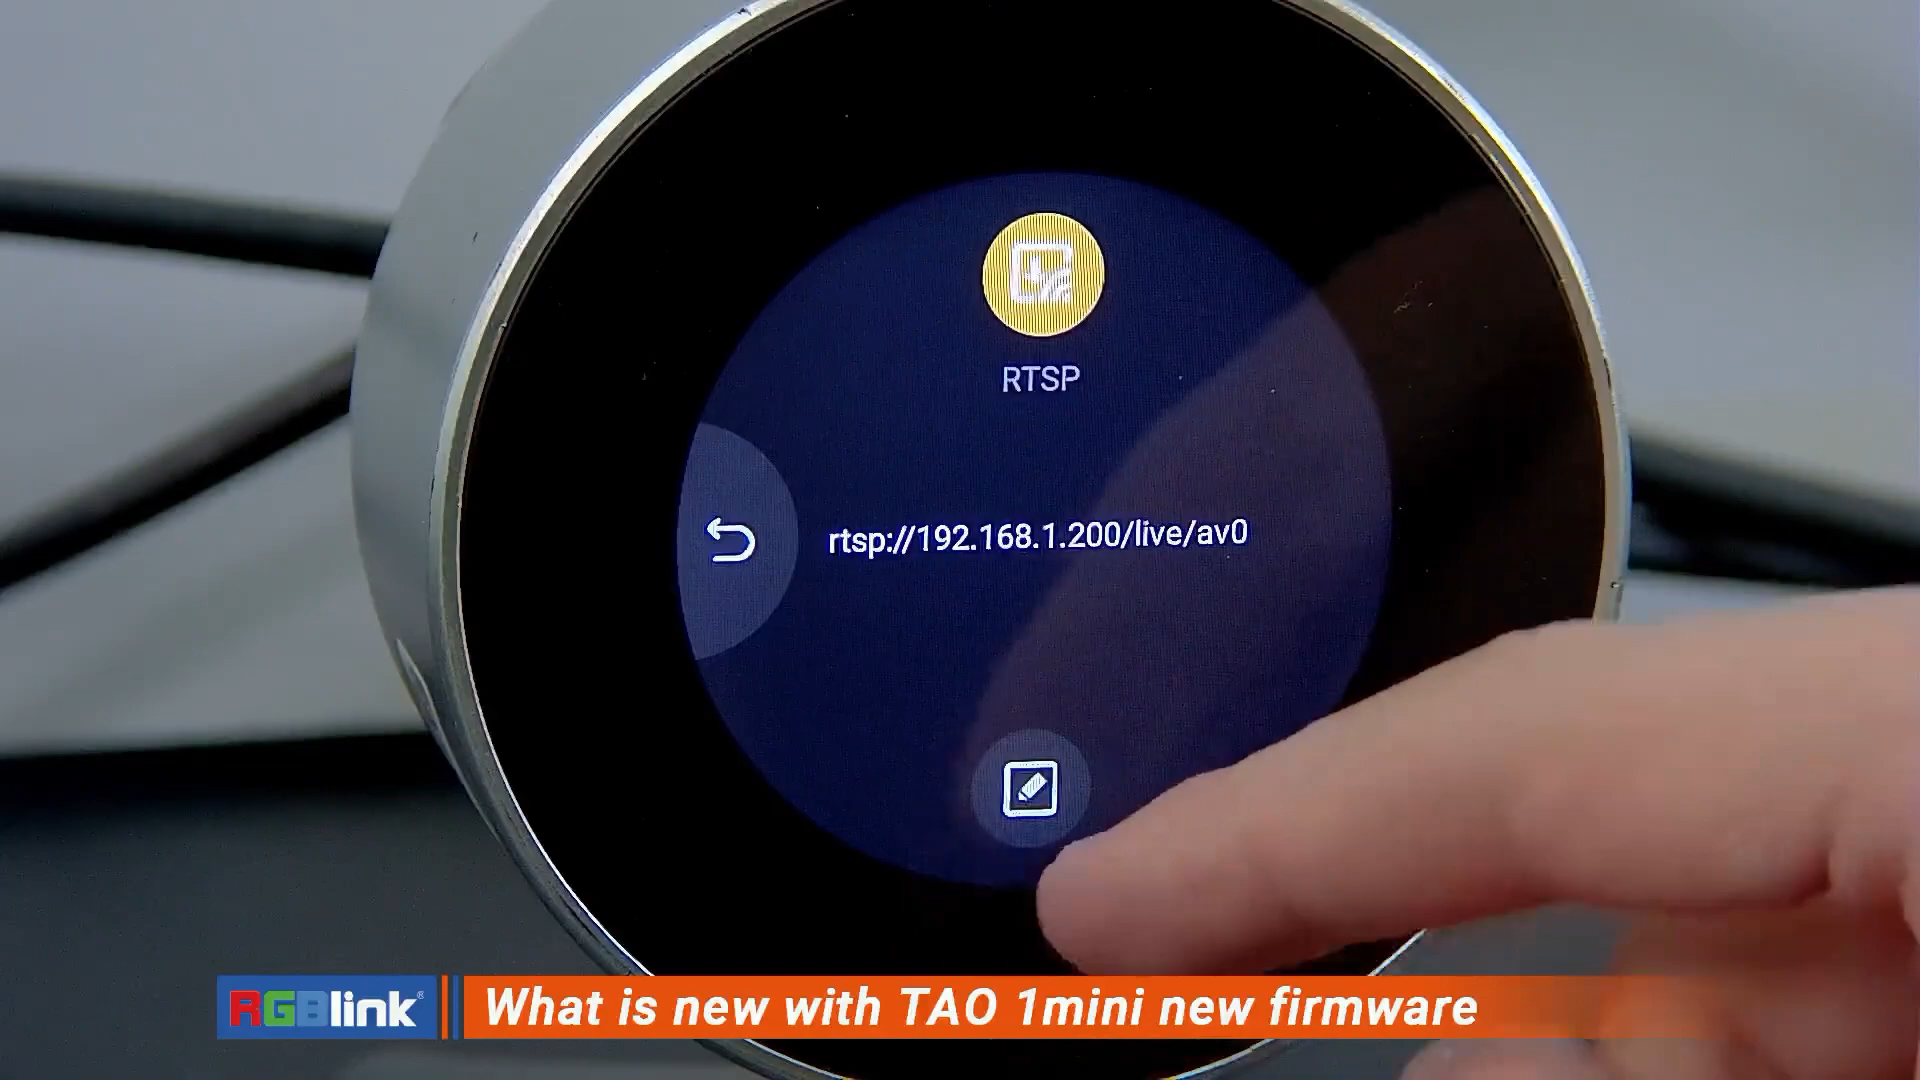 RTSP
rtsp://192.168.1.200/live/av0
RGBlink®
What is new with TAO 1mini new firmware